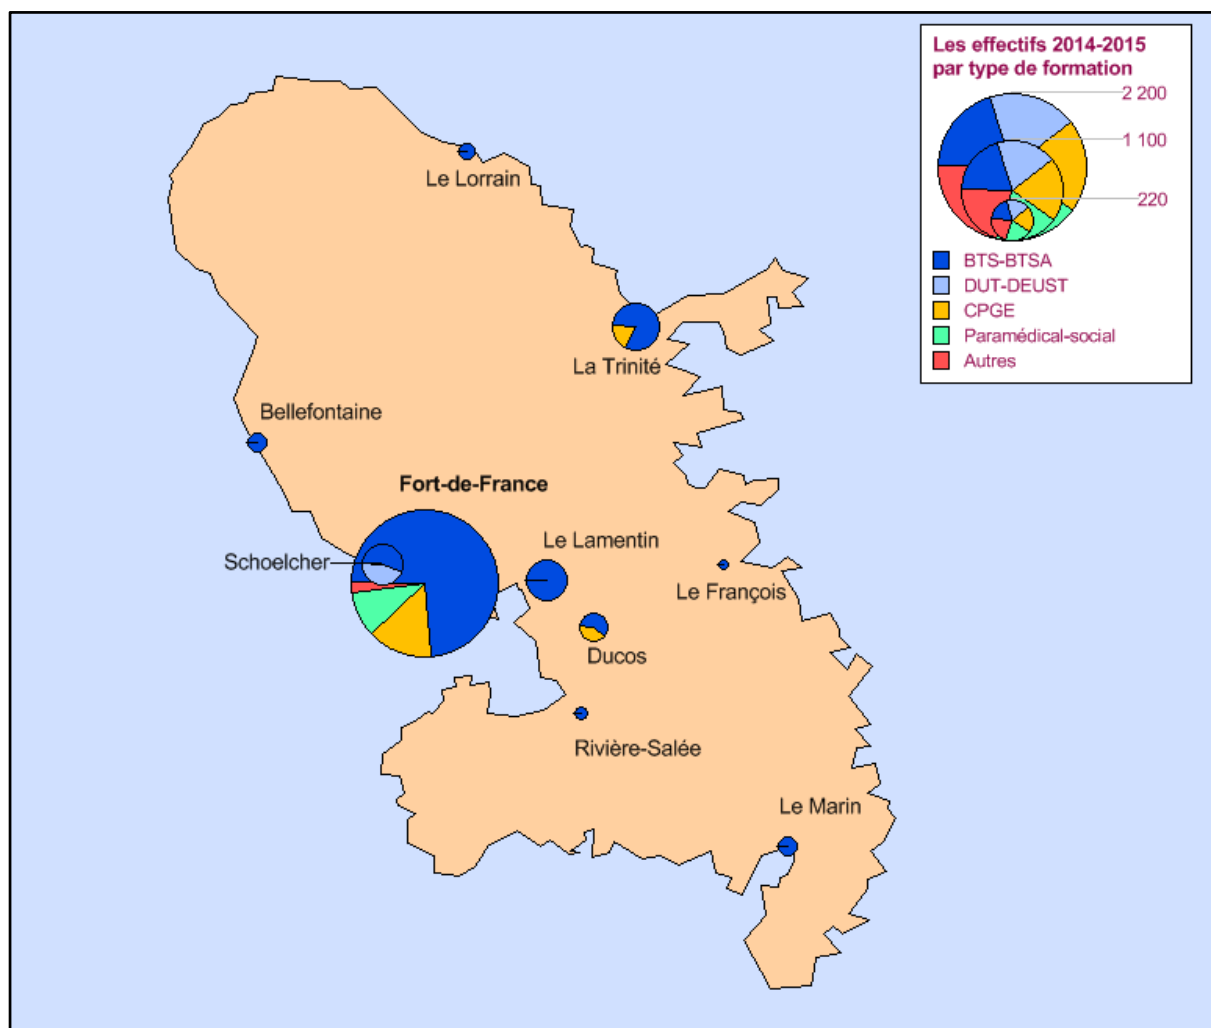 Les effectifs 2014-2015
par type de formation
2 200
1 100
220
BTS-BTSA
DUT-DEUST
CPGE
Paramédical-social
Autres
Le Lorrain
La Trinité
Bellefontaine
Fort-de-France
Schoelcher
Le Lamentin
Le François
Ducos
Rivière-Salée
Le Marin